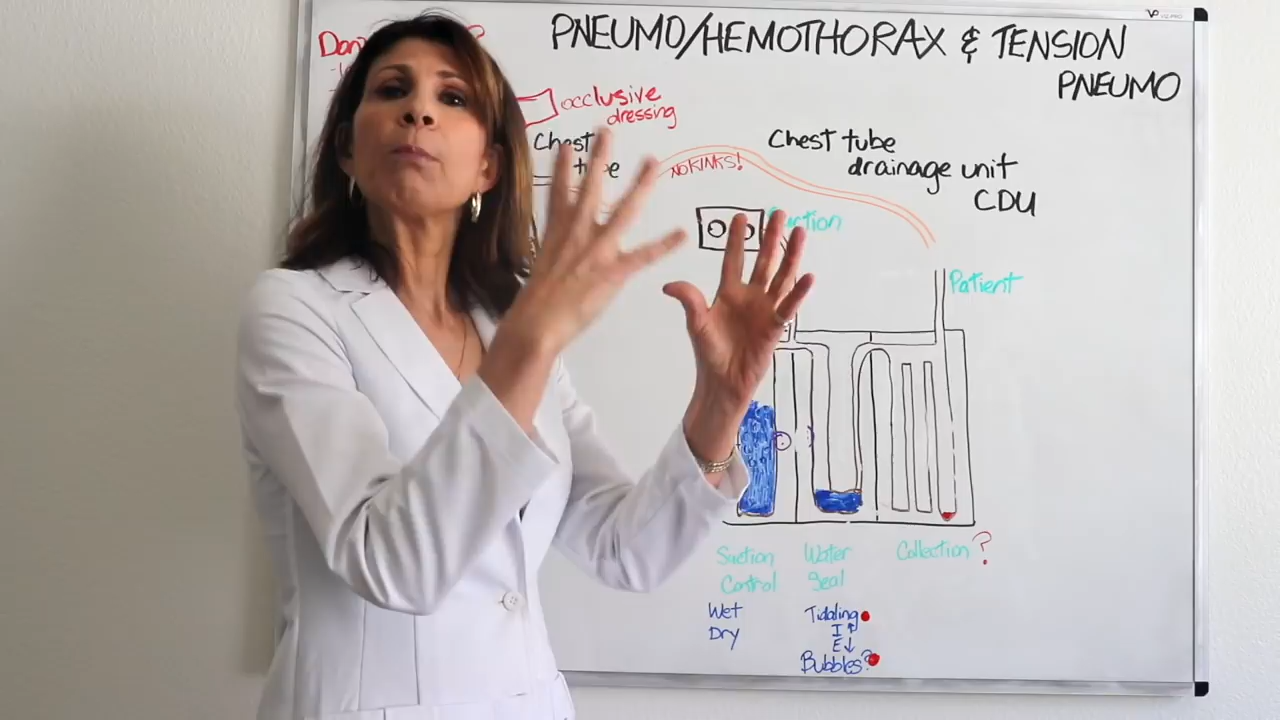 PNEUMO/HEMOTHORAX & TENSION
PNEUMO
occlusive
dressing
Chest
NO KINKS!
Chest tube
drainage unit
CDU
Patient
Suction
Control
Wet
Dry
Water
Seal
Tidaling
I ↑
E ↓
Bubbles?
Collection ?